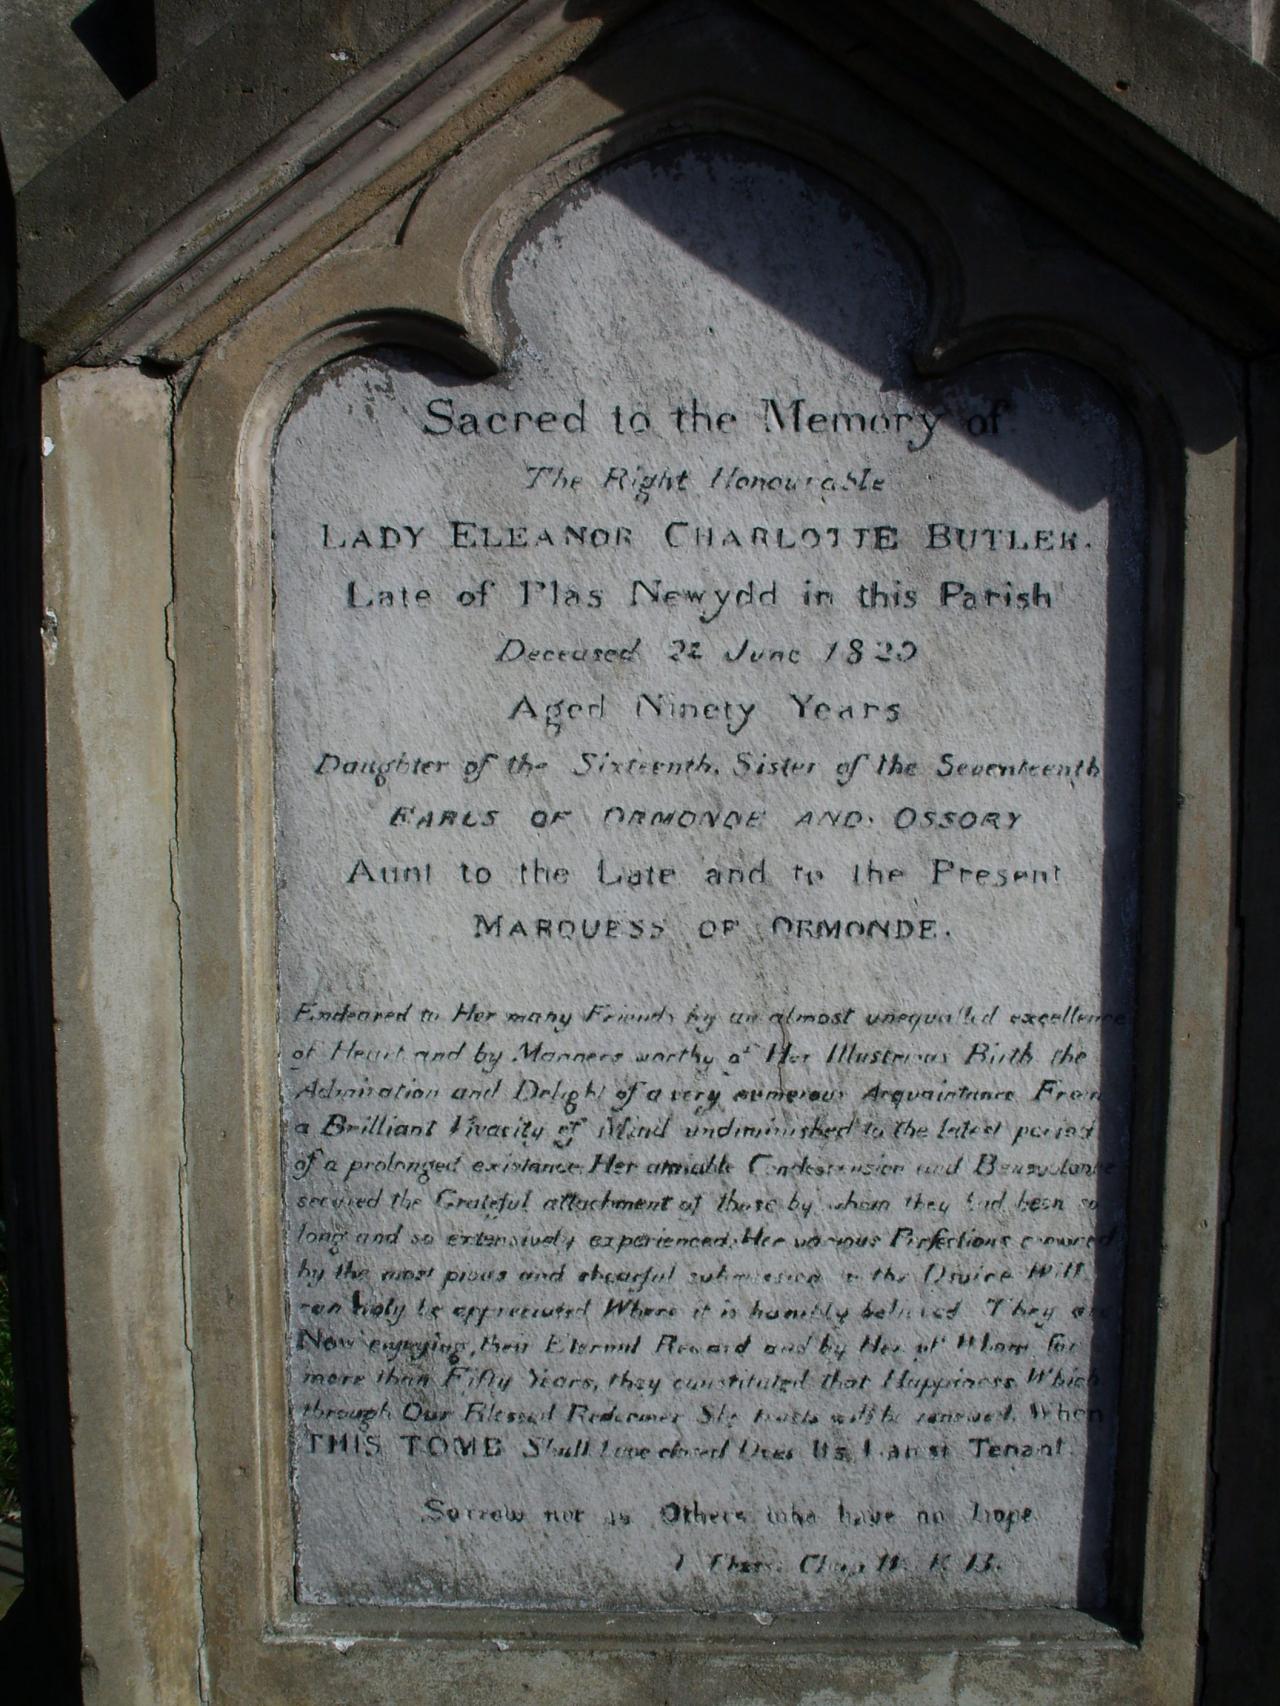 Sacred to the Memory of
The Right Honourable
LADY ELEANOR CHARLOTTE BUTLER.
Late of Plas Newydd in this Parish
Deceased 2 June 1829
Aged Ninety Years
Daughter of the Sixteenth, Sister of the Seventeenth
EARLS OF ORMONDE AND OSSORY
Aunt to the Late and to the Present
MARQUESS OF ORMONDE.
Endeared to Her many Friends by an almost unequalled excellence
of Heart and by Manners worthy of Her Illustrious Birth the
Admiration and Delight of a very numerous Acquaintance From
a Brilliant Vivacity of Mind undiminished to the latest period
of a prolonged existance. Her amiable Condescension and Benevolence
secured the Grateful attachment of those by whom they had been so
long and so extensively experienced. Her various Perfections crowned
by the most pious and chearful submission to the Divine Will
can only be appreciated Where it is humbly believed They are
Now enjoying their Eternal Reward and by Her of Whom for
more than Fifty Years, they constituted that Happiness Which
through Our Blessed Redeemer She trusts will be renewed. When
THIS TOMB Shall have closed Over Its Latest Tenant.
Sorrow not as Others who have no hope
1 Thess. Chap